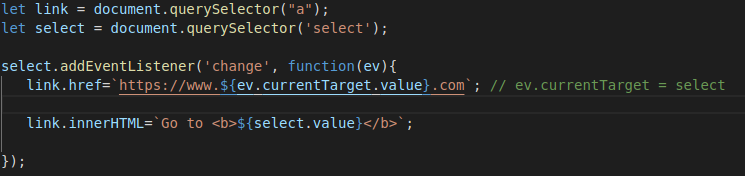 let link = document.querySelector("a");
let select = document.querySelector('select');
select.addEventListener('change', function(ev){
link.href=`https://www.${ev.currentTarget.value}.com`; // ev.currentTarget = select
link.innerHTML=`Go to <b>${select.value}</b>`;
});